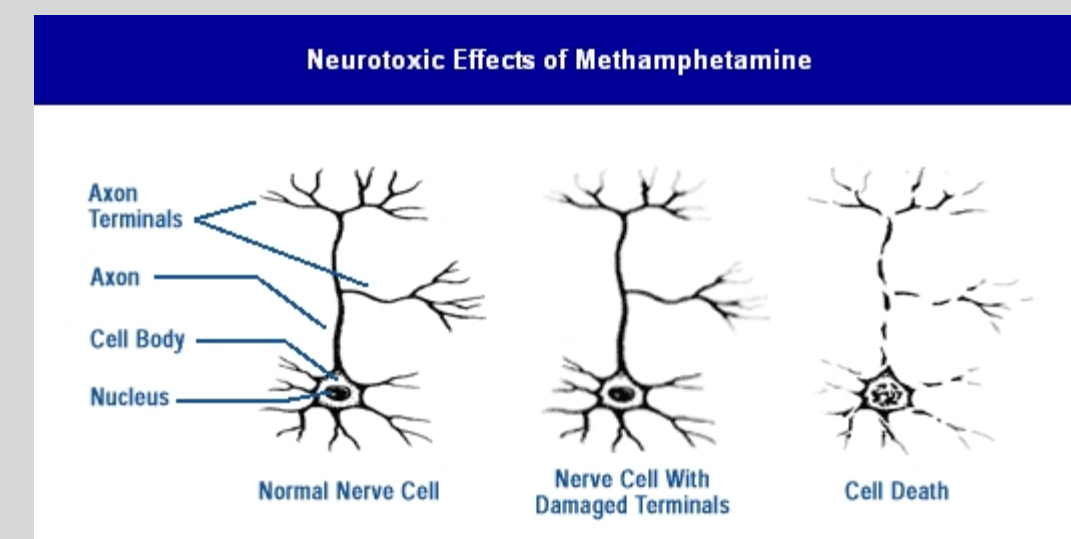 Neurotoxic Effects of Methamphetamine
Axon
Terminals
Axon
Cell Body
Nucleus
Normal Nerve Cell
Nerve Cell With
Damaged Terminals
Cell Death